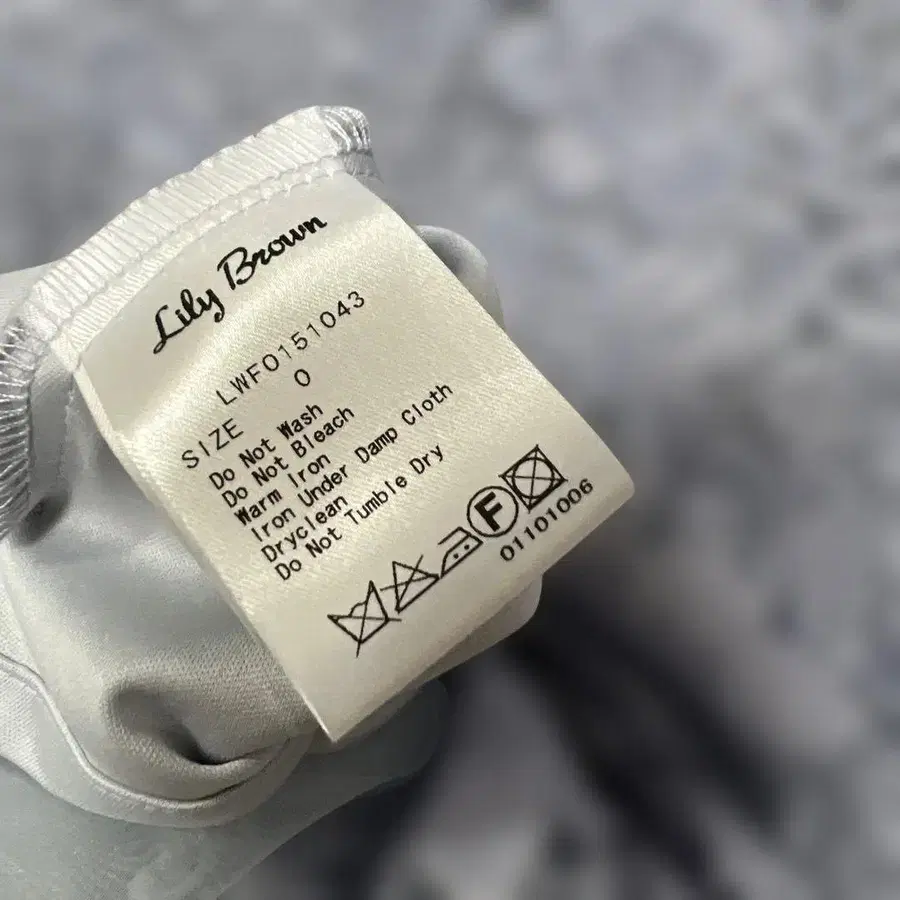 Lily Brown
LWFO151043
SIZE 0
Do Not Wash
Do Not Bleach
Warm Iron
Iron Under Damp Cloth
Dryclean
Do Not Tumble Dry
F
01101006